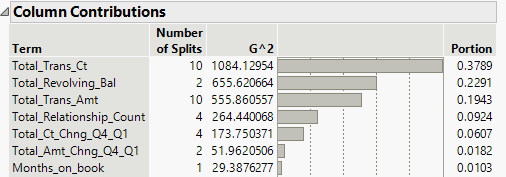 Column Contributions
Number
Term of Splits G^2 Portion
Total_Trans_Ct 10 1084.12954 0.3789
Total_Revolving_Bal 2 655.620664 0.2291
Total_Trans_Amt 10 555.860557 0.1943
Total_Relationship_Count 4 264.440068 0.0924
Total_Ct_Chng_Q4_Q1 4 173.750371 0.0607
Total_Amt_Chng_Q4_Q1 2 51.9620506 0.0182
Months_on_book 1 29.3876277 0.0103